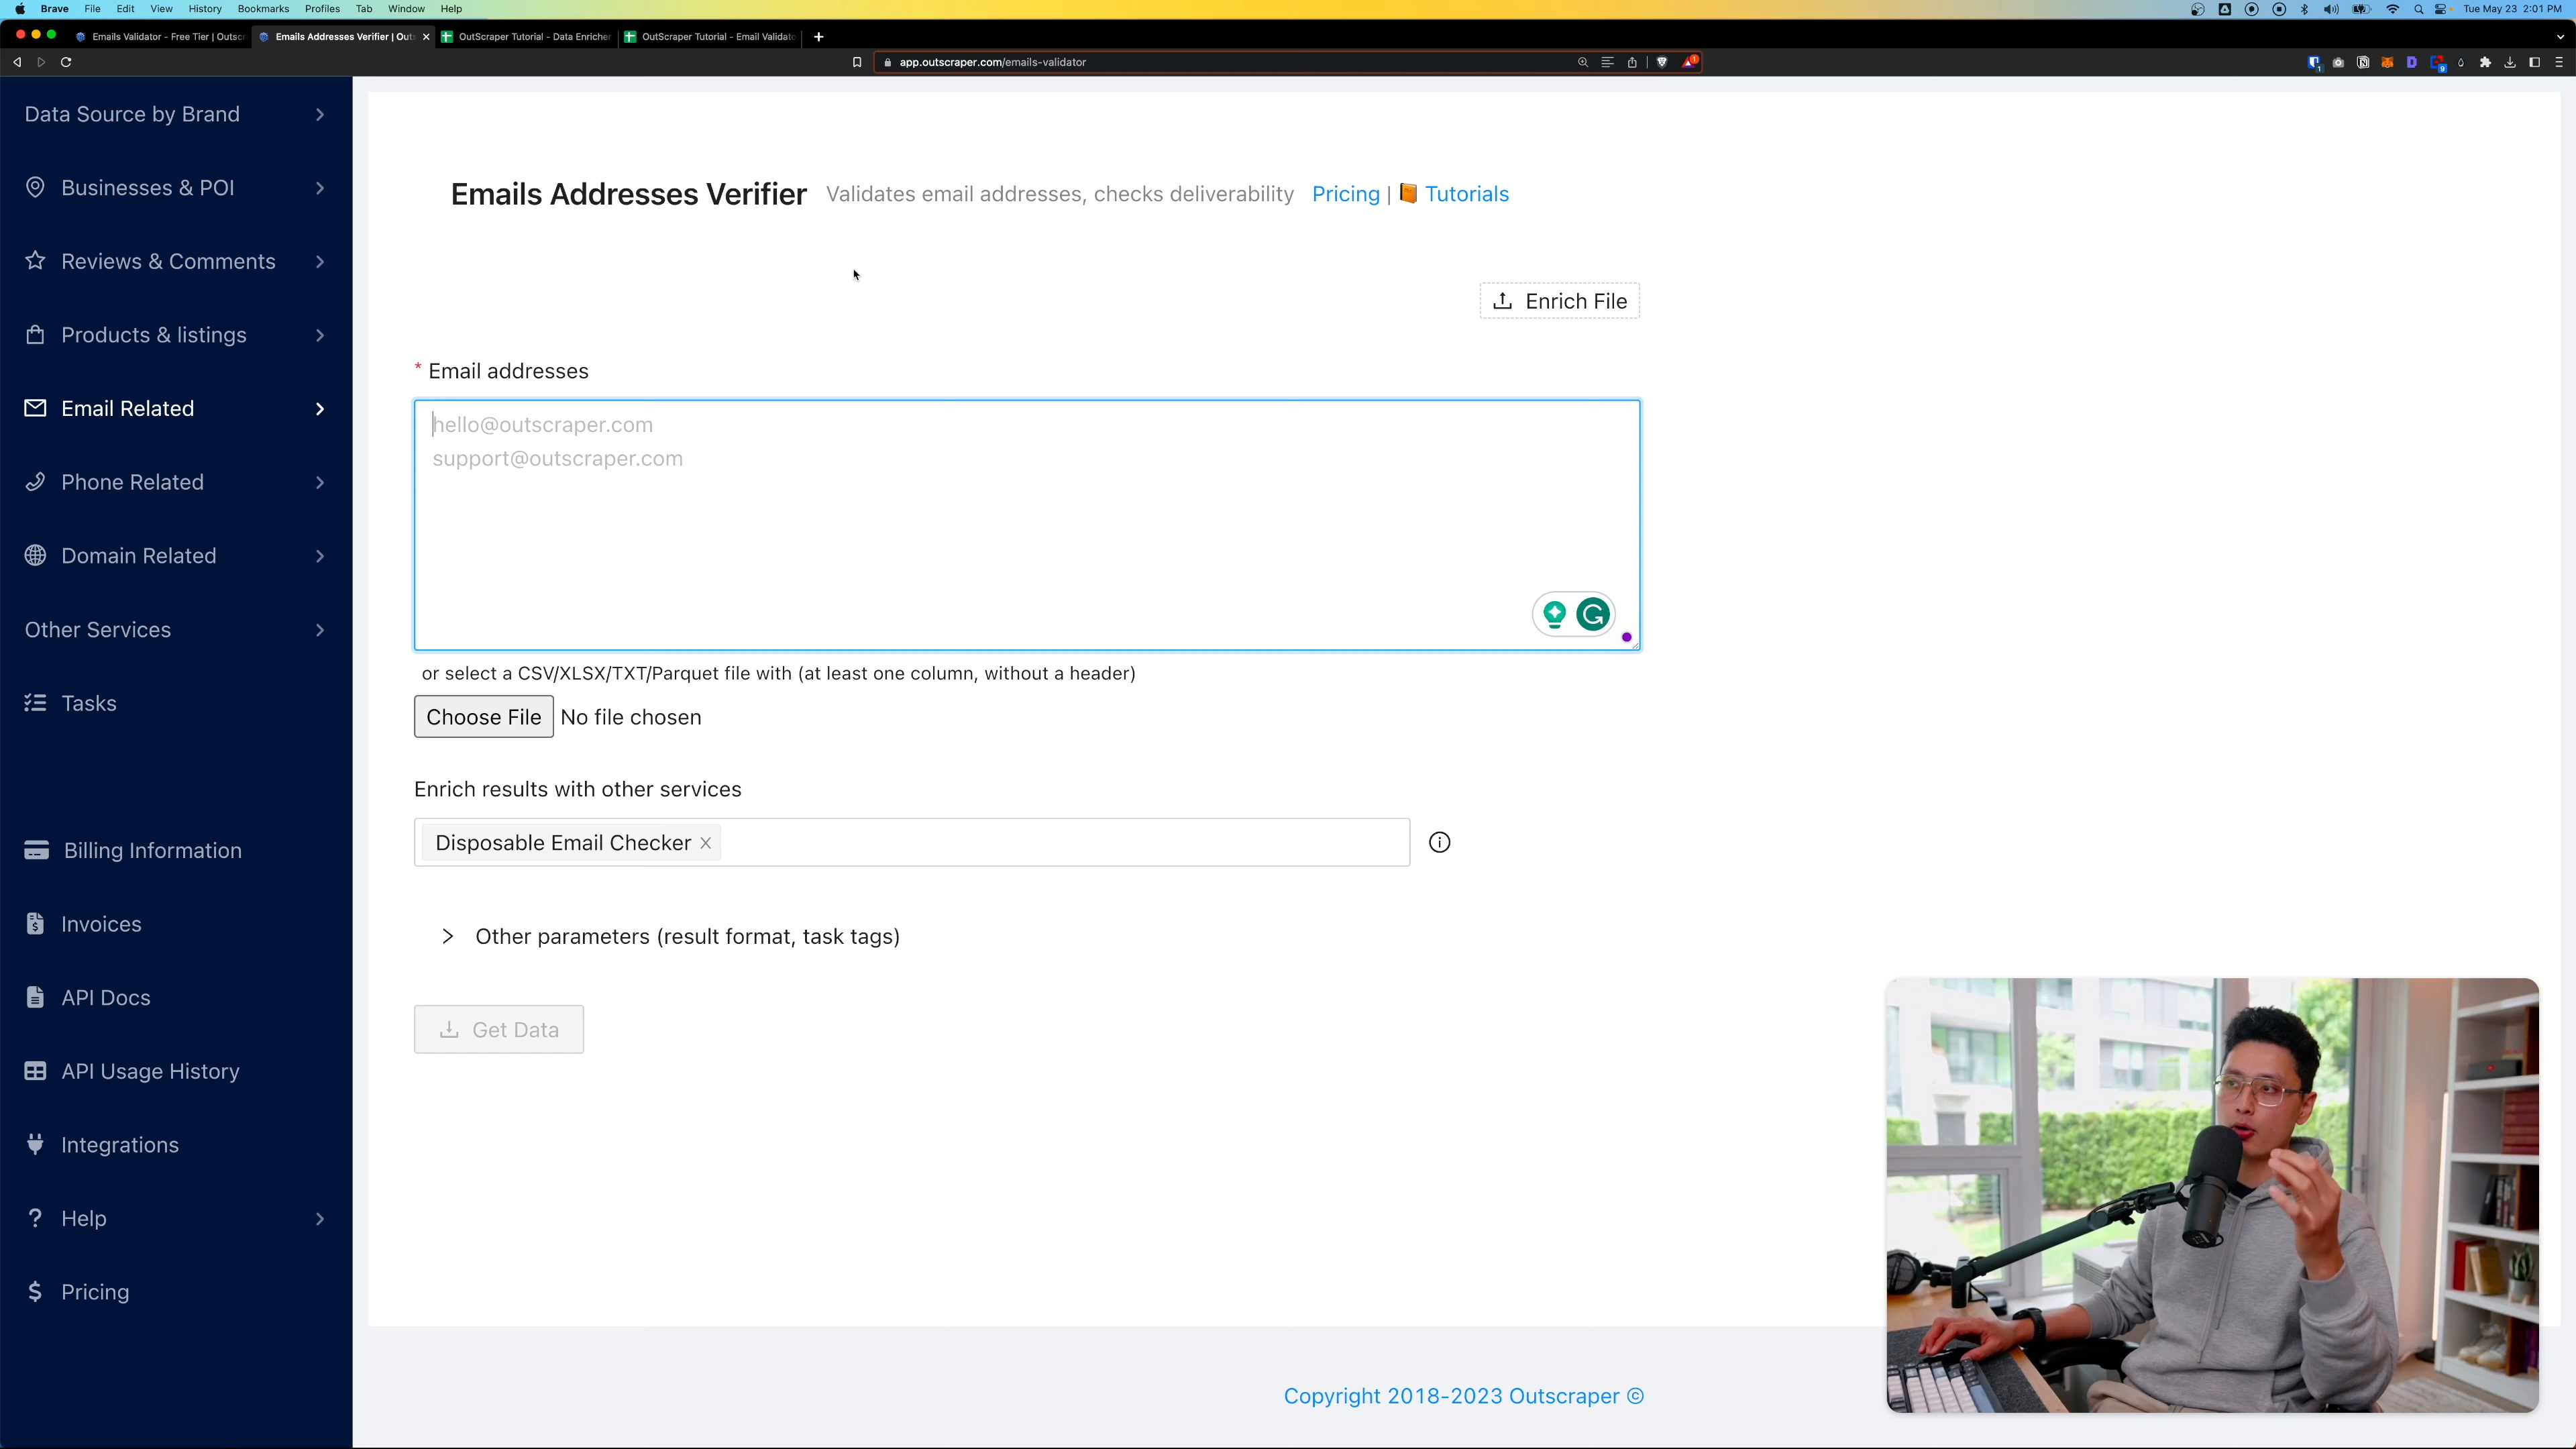 Brave File Edit View History Bookmarks Profiles Tab Window Help
Tue May 23 2:01 PM
Emails Validator - Free Tier | Outscr
Emails Addresses Verifier | Out
OutScraper Tutorial - Data Enricher
OutScraper Tutorial - Email Validato
app.outscraper.com/emails-validator
Data Source by Brand
Businesses & POI
Reviews & Comments
Products & listings
Email Related
Phone Related
Domain Related
Other Services
Tasks
Billing Information
Invoices
API Docs
API Usage History
Integrations
Help
Pricing
Emails Addresses Verifier Validates email addresses, checks deliverability Pricing | Tutorials
Enrich File
* Email addresses
hello@outscraper.com
support@outscraper.com
or select a CSV/XLSX/TXT/Parquet file with (at least one column, without a header)
Choose File No file chosen
Enrich results with other services
Disposable Email Checker
Other parameters (result format, task tags)
Get Data
Copyright 2018-2023 Outscraper ©